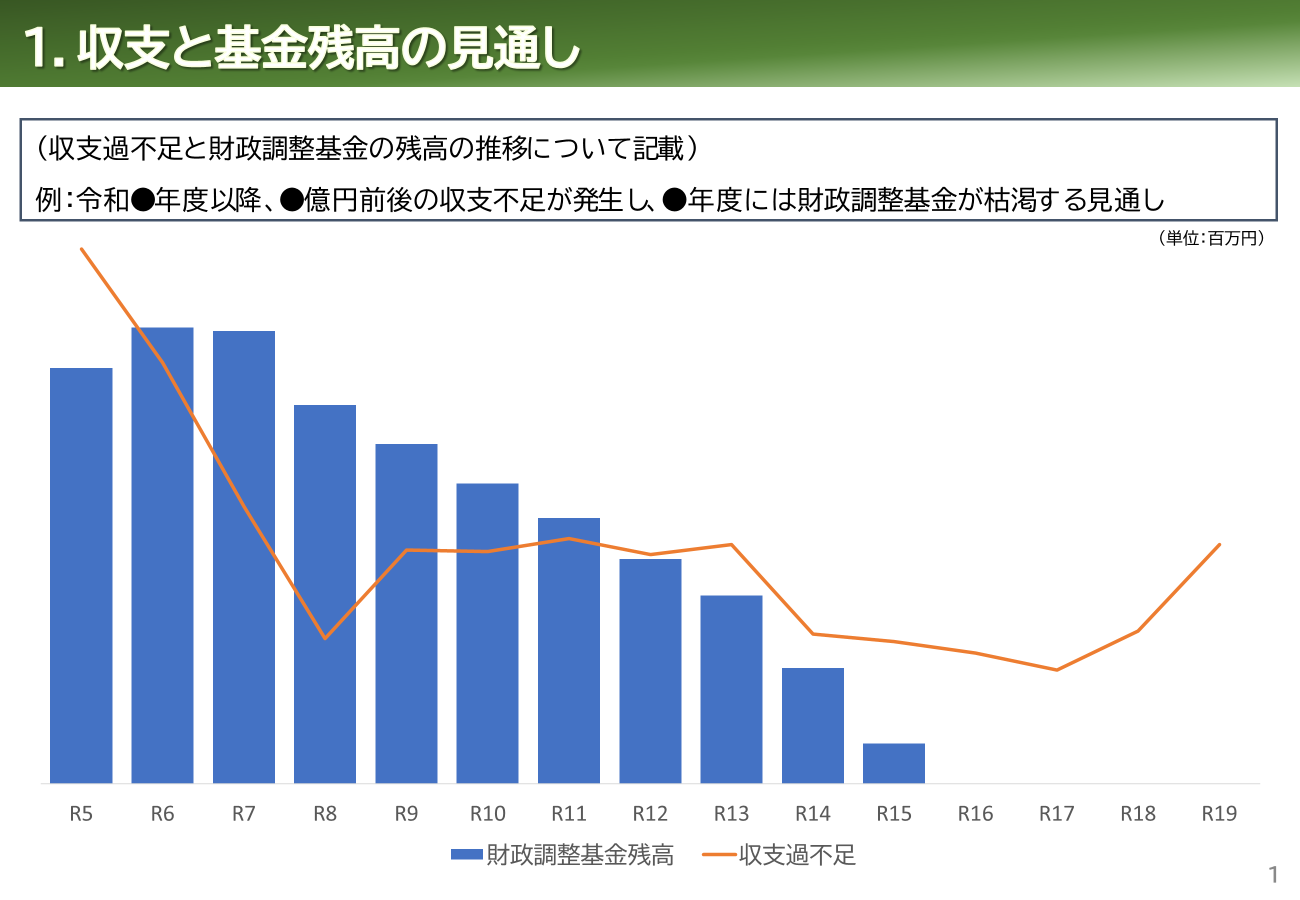 1. 収支と基金残高の見通し
（収支過不足と財政調整基金の残高の推移について記載）
例：令和●年度以降、●億円前後の収支不足が発生し、●年度には財政調整基金が枯渇する見通し
（単位：百万円）
R5 R6 R7 R8 R9 R10 R11 R12 R13 R14 R15 R16 R17 R18 R19
財政調整基金残高 収支過不足
1